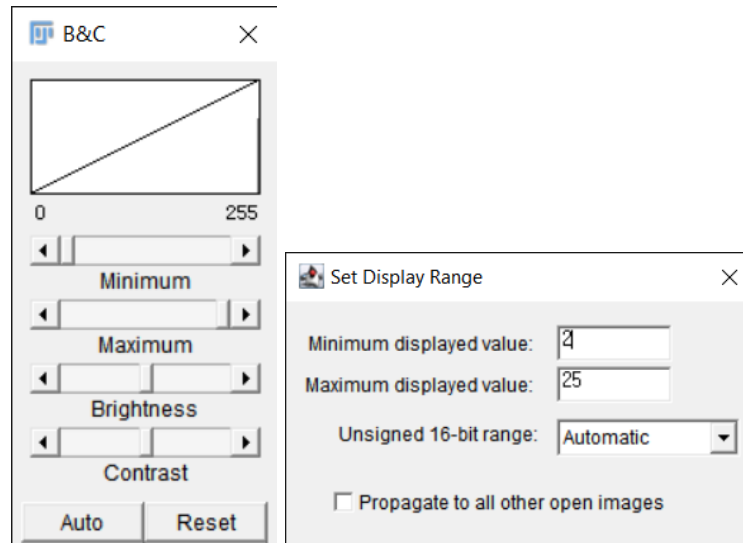 B&C
0 255
Minimum
Maximum
Brightness
Contrast
Auto Reset
Set Display Range
Minimum displayed value: 2
Maximum displayed value: 25
Unsigned 16-bit range: Automatic
Propagate to all other open images